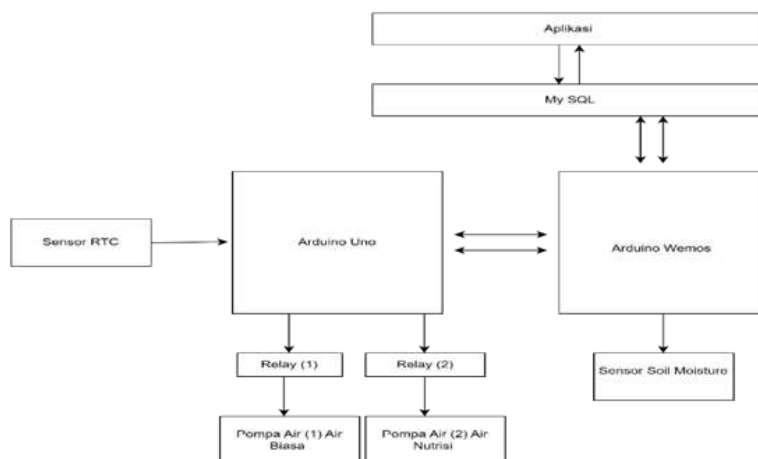 Aplikasi
My SQL
Sensor RTC
Arduino Uno
Arduino Wemos
Relay (1)
Relay (2)
Sensor Soil Moisture
Pompa Air (1) Air
Biasa
Pompa Air (2) Air
Nutrisi